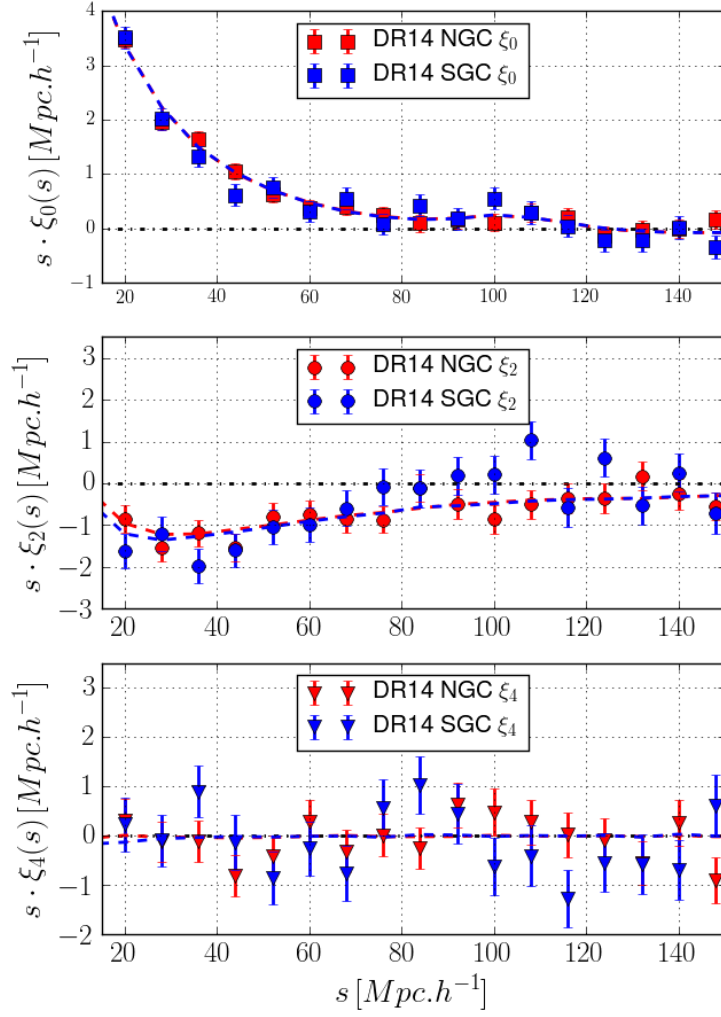 s · ξ₀(s) [Mpc.h⁻¹]
4
3
2
1
0
−1
DR14 NGC ξ₀
DR14 SGC ξ₀
20 40 60 80 100 120 140
s · ξ₂(s) [Mpc.h⁻¹]
3
2
1
0
−1
−2
−3
DR14 NGC ξ₂
DR14 SGC ξ₂
20 40 60 80 100 120 140
s · ξ₄(s) [Mpc.h⁻¹]
3
2
1
0
−1
−2
DR14 NGC ξ₄
DR14 SGC ξ₄
20 40 60 80 100 120 140
s [Mpc.h⁻¹]